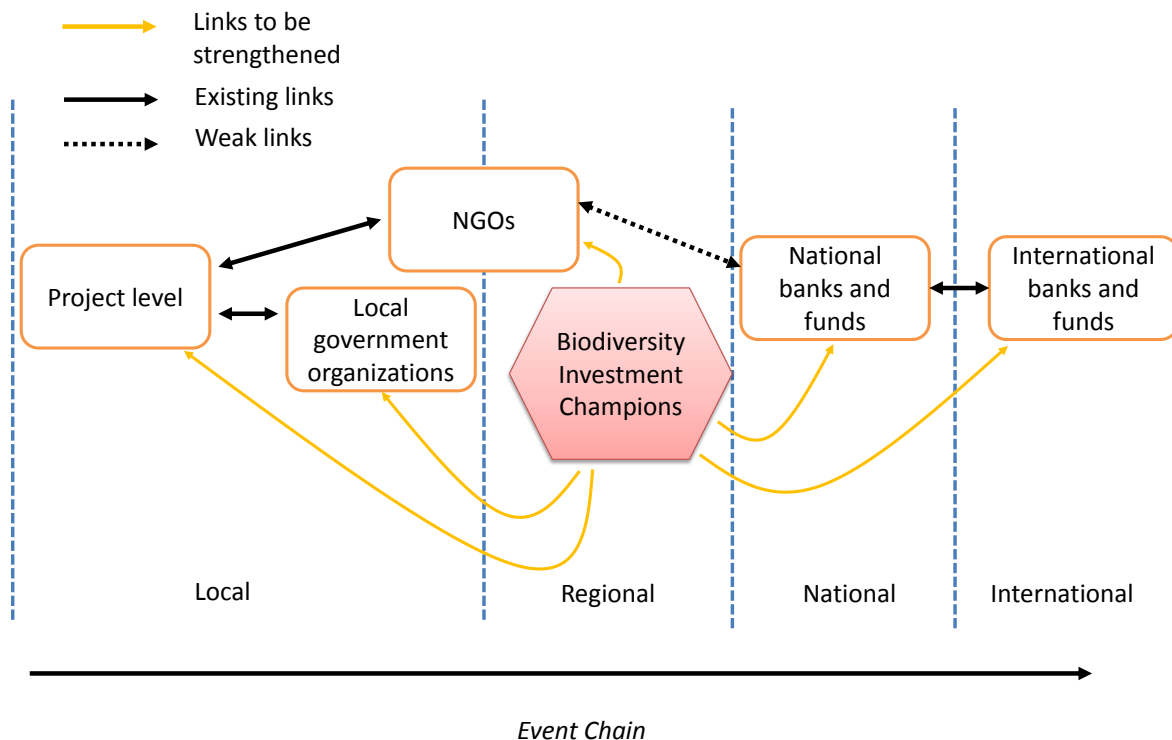 Links to be
strengthened
Existing links
Weak links
NGOs
Project level
Local
government
organizations
Biodiversity
Investment
Champions
National
banks and
funds
International
banks and
funds
Local
Regional
National
International
Event Chain